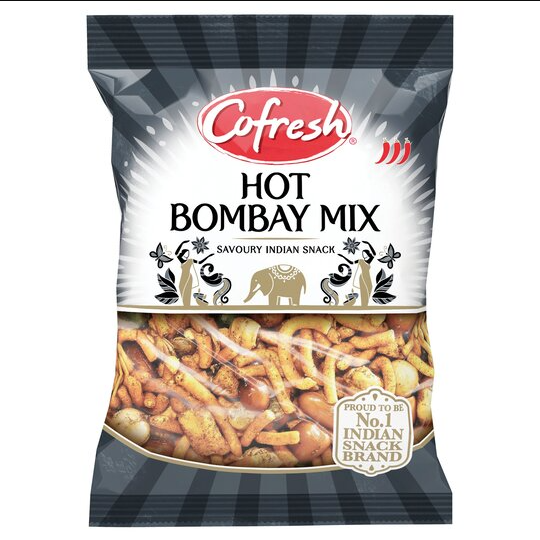 Cofresh®
HOT
BOMBAY MIX
SAVOURY INDIAN SNACK
PROUD TO BE
No.1
INDIAN
SNACK
BRAND